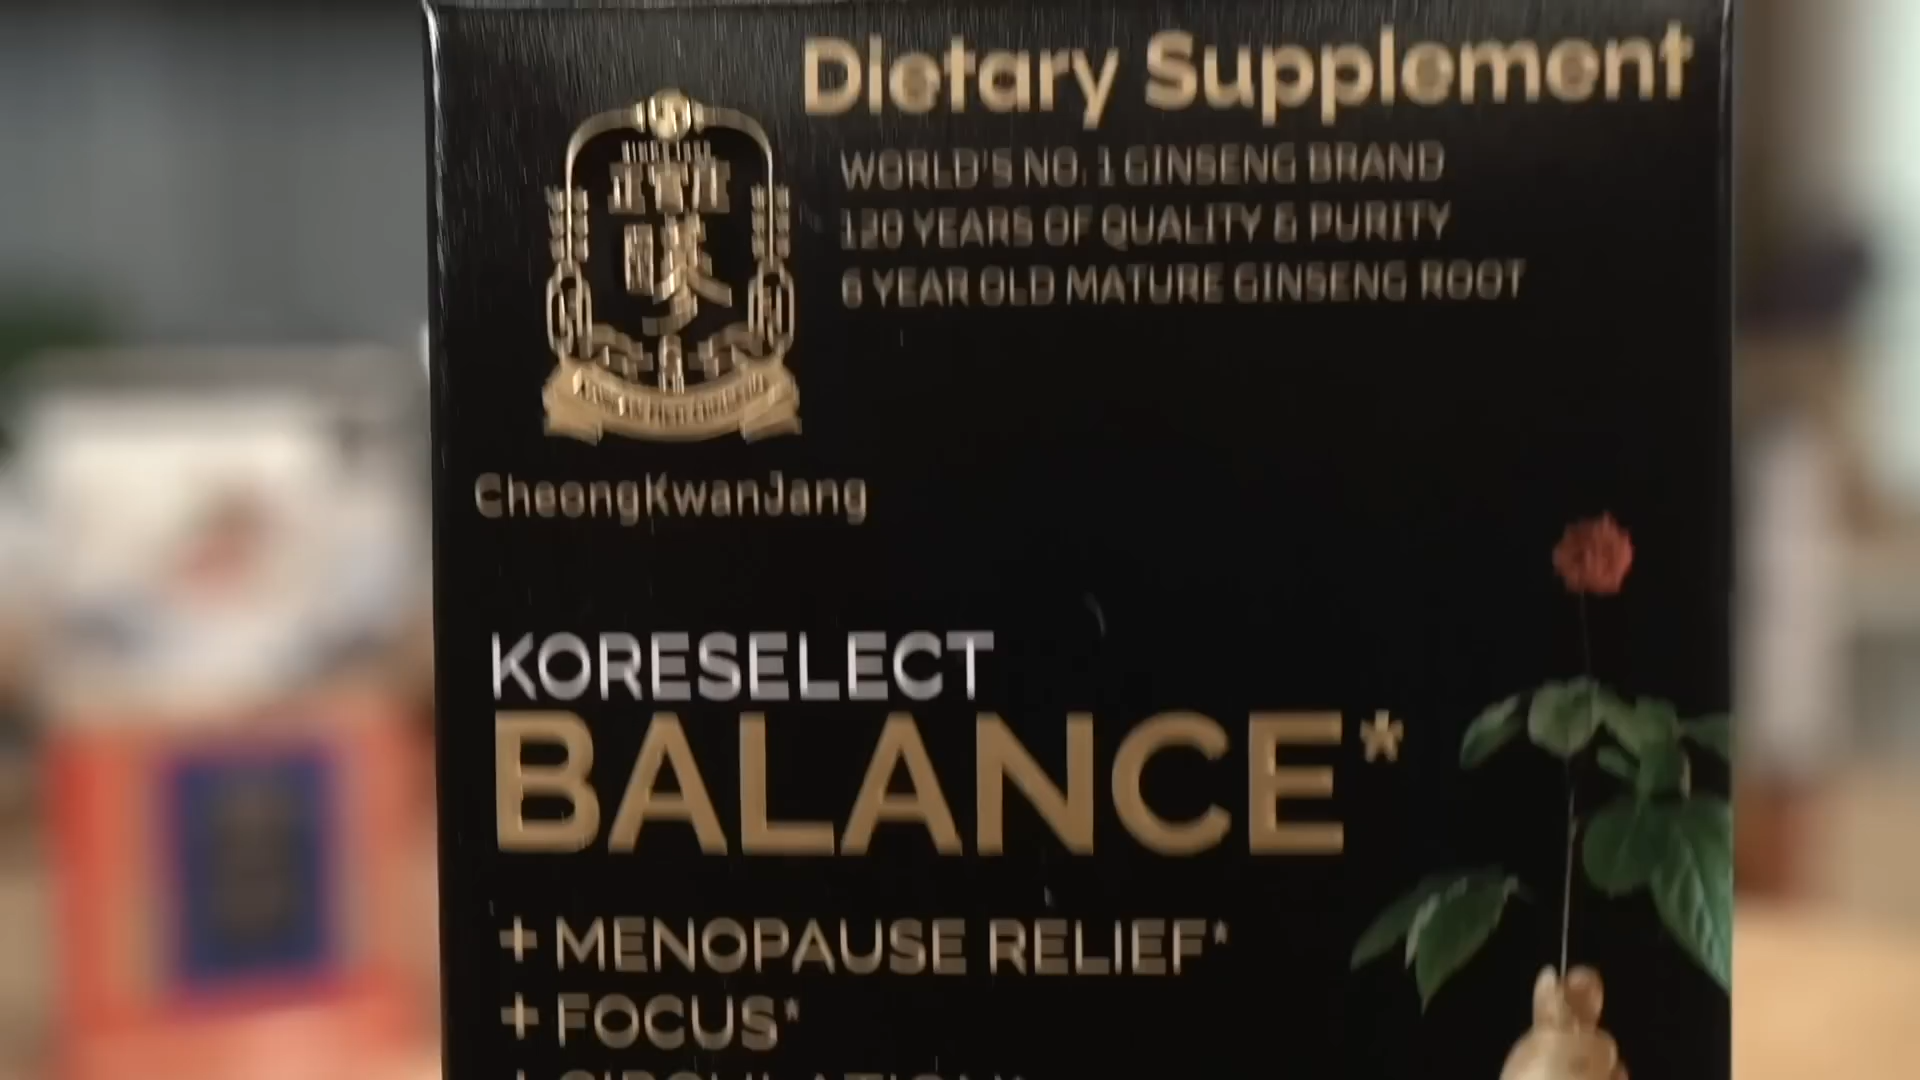 Dietary Supplement
WORLD'S NO. 1 GINSENG BRAND
120 YEARS OF QUALITY & PURITY
6 YEAR OLD MATURE GINSENG ROOT
CheongKwanJang
KORESELECT
BALANCE*
+ MENOPAUSE RELIEF*
+ FOCUS*